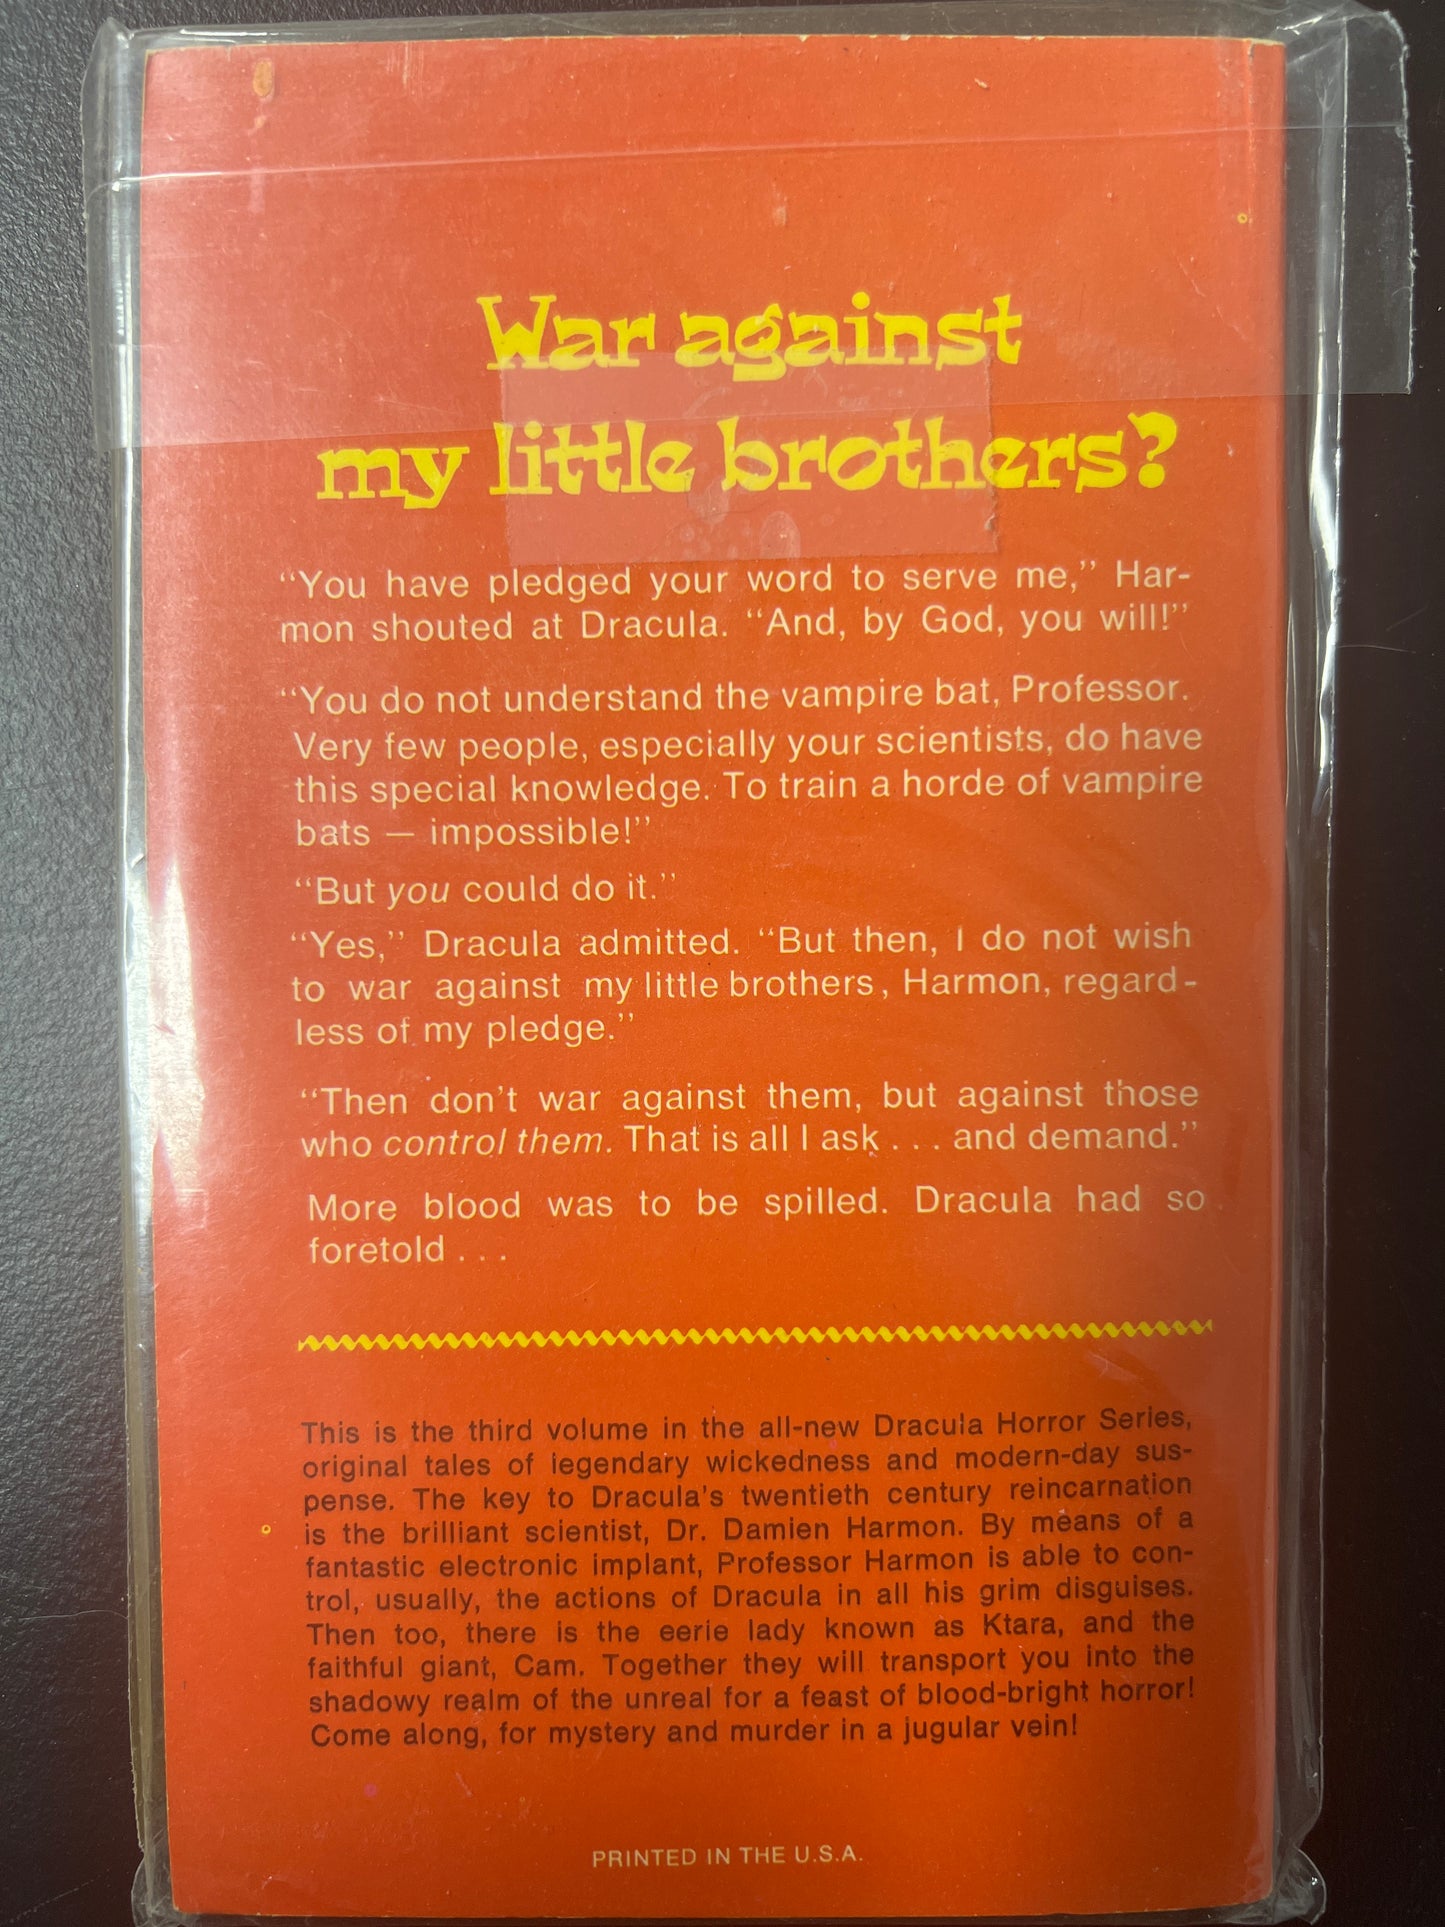 War against
my little brothers?
“You have pledged your word to serve me,” Har-
mon shouted at Dracula. “And, by God, you will!”
“You do not understand the vampire bat, Professor.
Very few people, especially your scientists, do have
this special knowledge. To train a horde of vampire
bats — impossible!”
“But you could do it.”
“Yes,” Dracula admitted. “But then, I do not wish
to war against my little brothers, Harmon, regard-
less of my pledge.”
“Then don't war against them, but against those
who control them. That is all I ask . . . and demand.”
More blood was to be spilled. Dracula had so
foretold . . .
This is the third volume in the all-new Dracula Horror Series,
original tales of legendary wickedness and modern-day sus-
pense. The key to Dracula's twentieth century reincarnation
is the brilliant scientist, Dr. Damien Harmon. By means of a
fantastic electronic implant, Professor Harmon is able to con-
trol, usually, the actions of Dracula in all his grim disguises.
Then too, there is the eerie lady known as Ktara, and the
faithful giant, Cam. Together they will transport you into the
shadowy realm of the unreal for a feast of blood-bright horror!
Come along, for mystery and murder in a jugular vein!
PRINTED IN THE U.S.A.